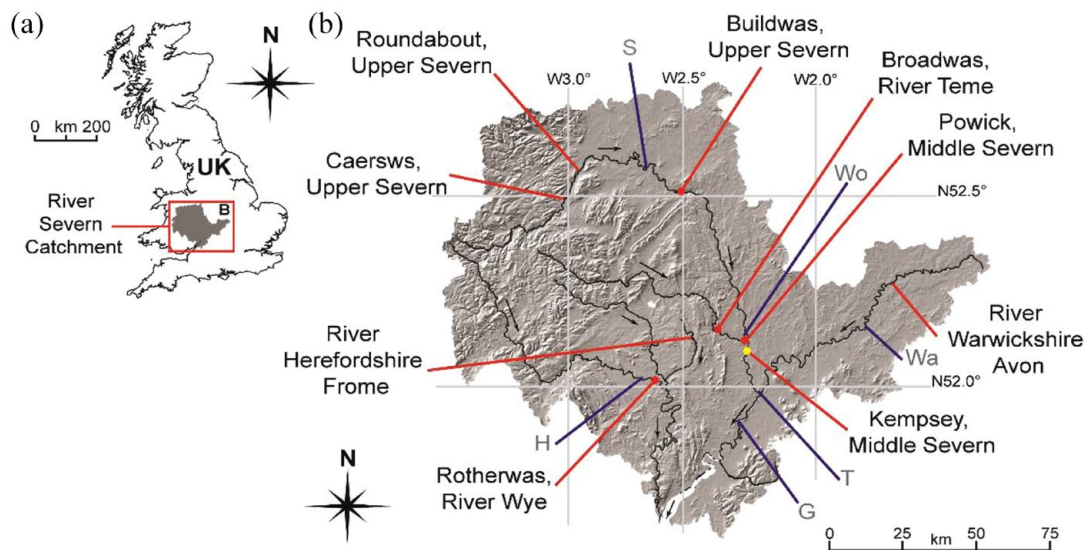 (a)
N
0 km 200
UK
B
River
Severn
Catchment
(b)
Roundabout,
Upper Severn
S
Buildwas,
Upper Severn
Broadwas,
River Teme
Powick,
Middle Severn
W3.0°
W2.5°
W2.0°
Caersws,
Upper Severn
Wo
N52.5°
River
Warwickshire
Avon
Wa
River
Herefordshire
Frome
N52.0°
Kempsey,
Middle Severn
H
T
Rotherwas,
River Wye
G
N
0 25 50 75
km